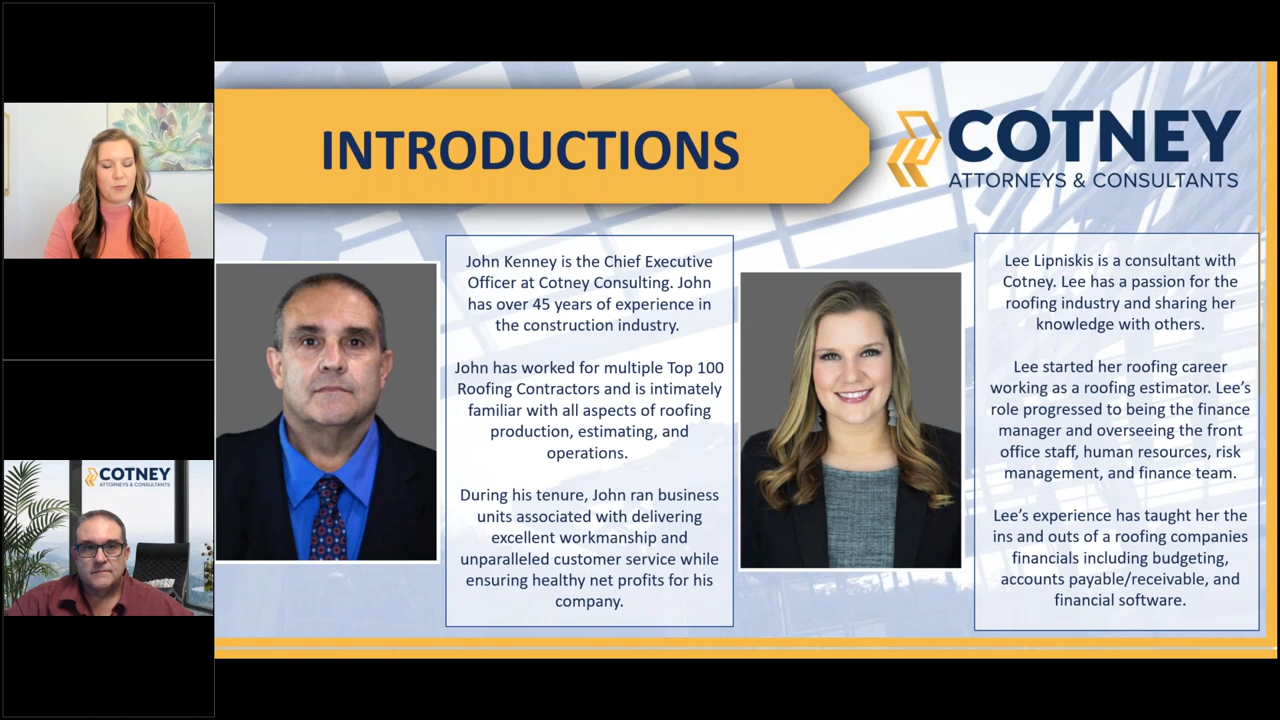 INTRODUCTIONS
COTNEY
ATTORNEYS & CONSULTANTS
John Kenney is the Chief Executive
Officer at Cotney Consulting. John
has over 45 years of experience in
the construction industry.
John has worked for multiple Top 100
Roofing Contractors and is intimately
familiar with all aspects of roofing
production, estimating, and
operations.
During his tenure, John ran business
units associated with delivering
excellent workmanship and
unparalleled customer service while
ensuring healthy net profits for his
company.
Lee Lipniskis is a consultant with
Cotney. Lee has a passion for the
roofing industry and sharing her
knowledge with others.
Lee started her roofing career
working as a roofing estimator. Lee's
role progressed to being the finance
manager and overseeing the front
office staff, human resources, risk
management, and finance team.
Lee's experience has taught her the
ins and outs of a roofing companies
financials including budgeting,
accounts payable/receivable, and
financial software.
COTNEY
ATTORNEYS & CONSULTANTS